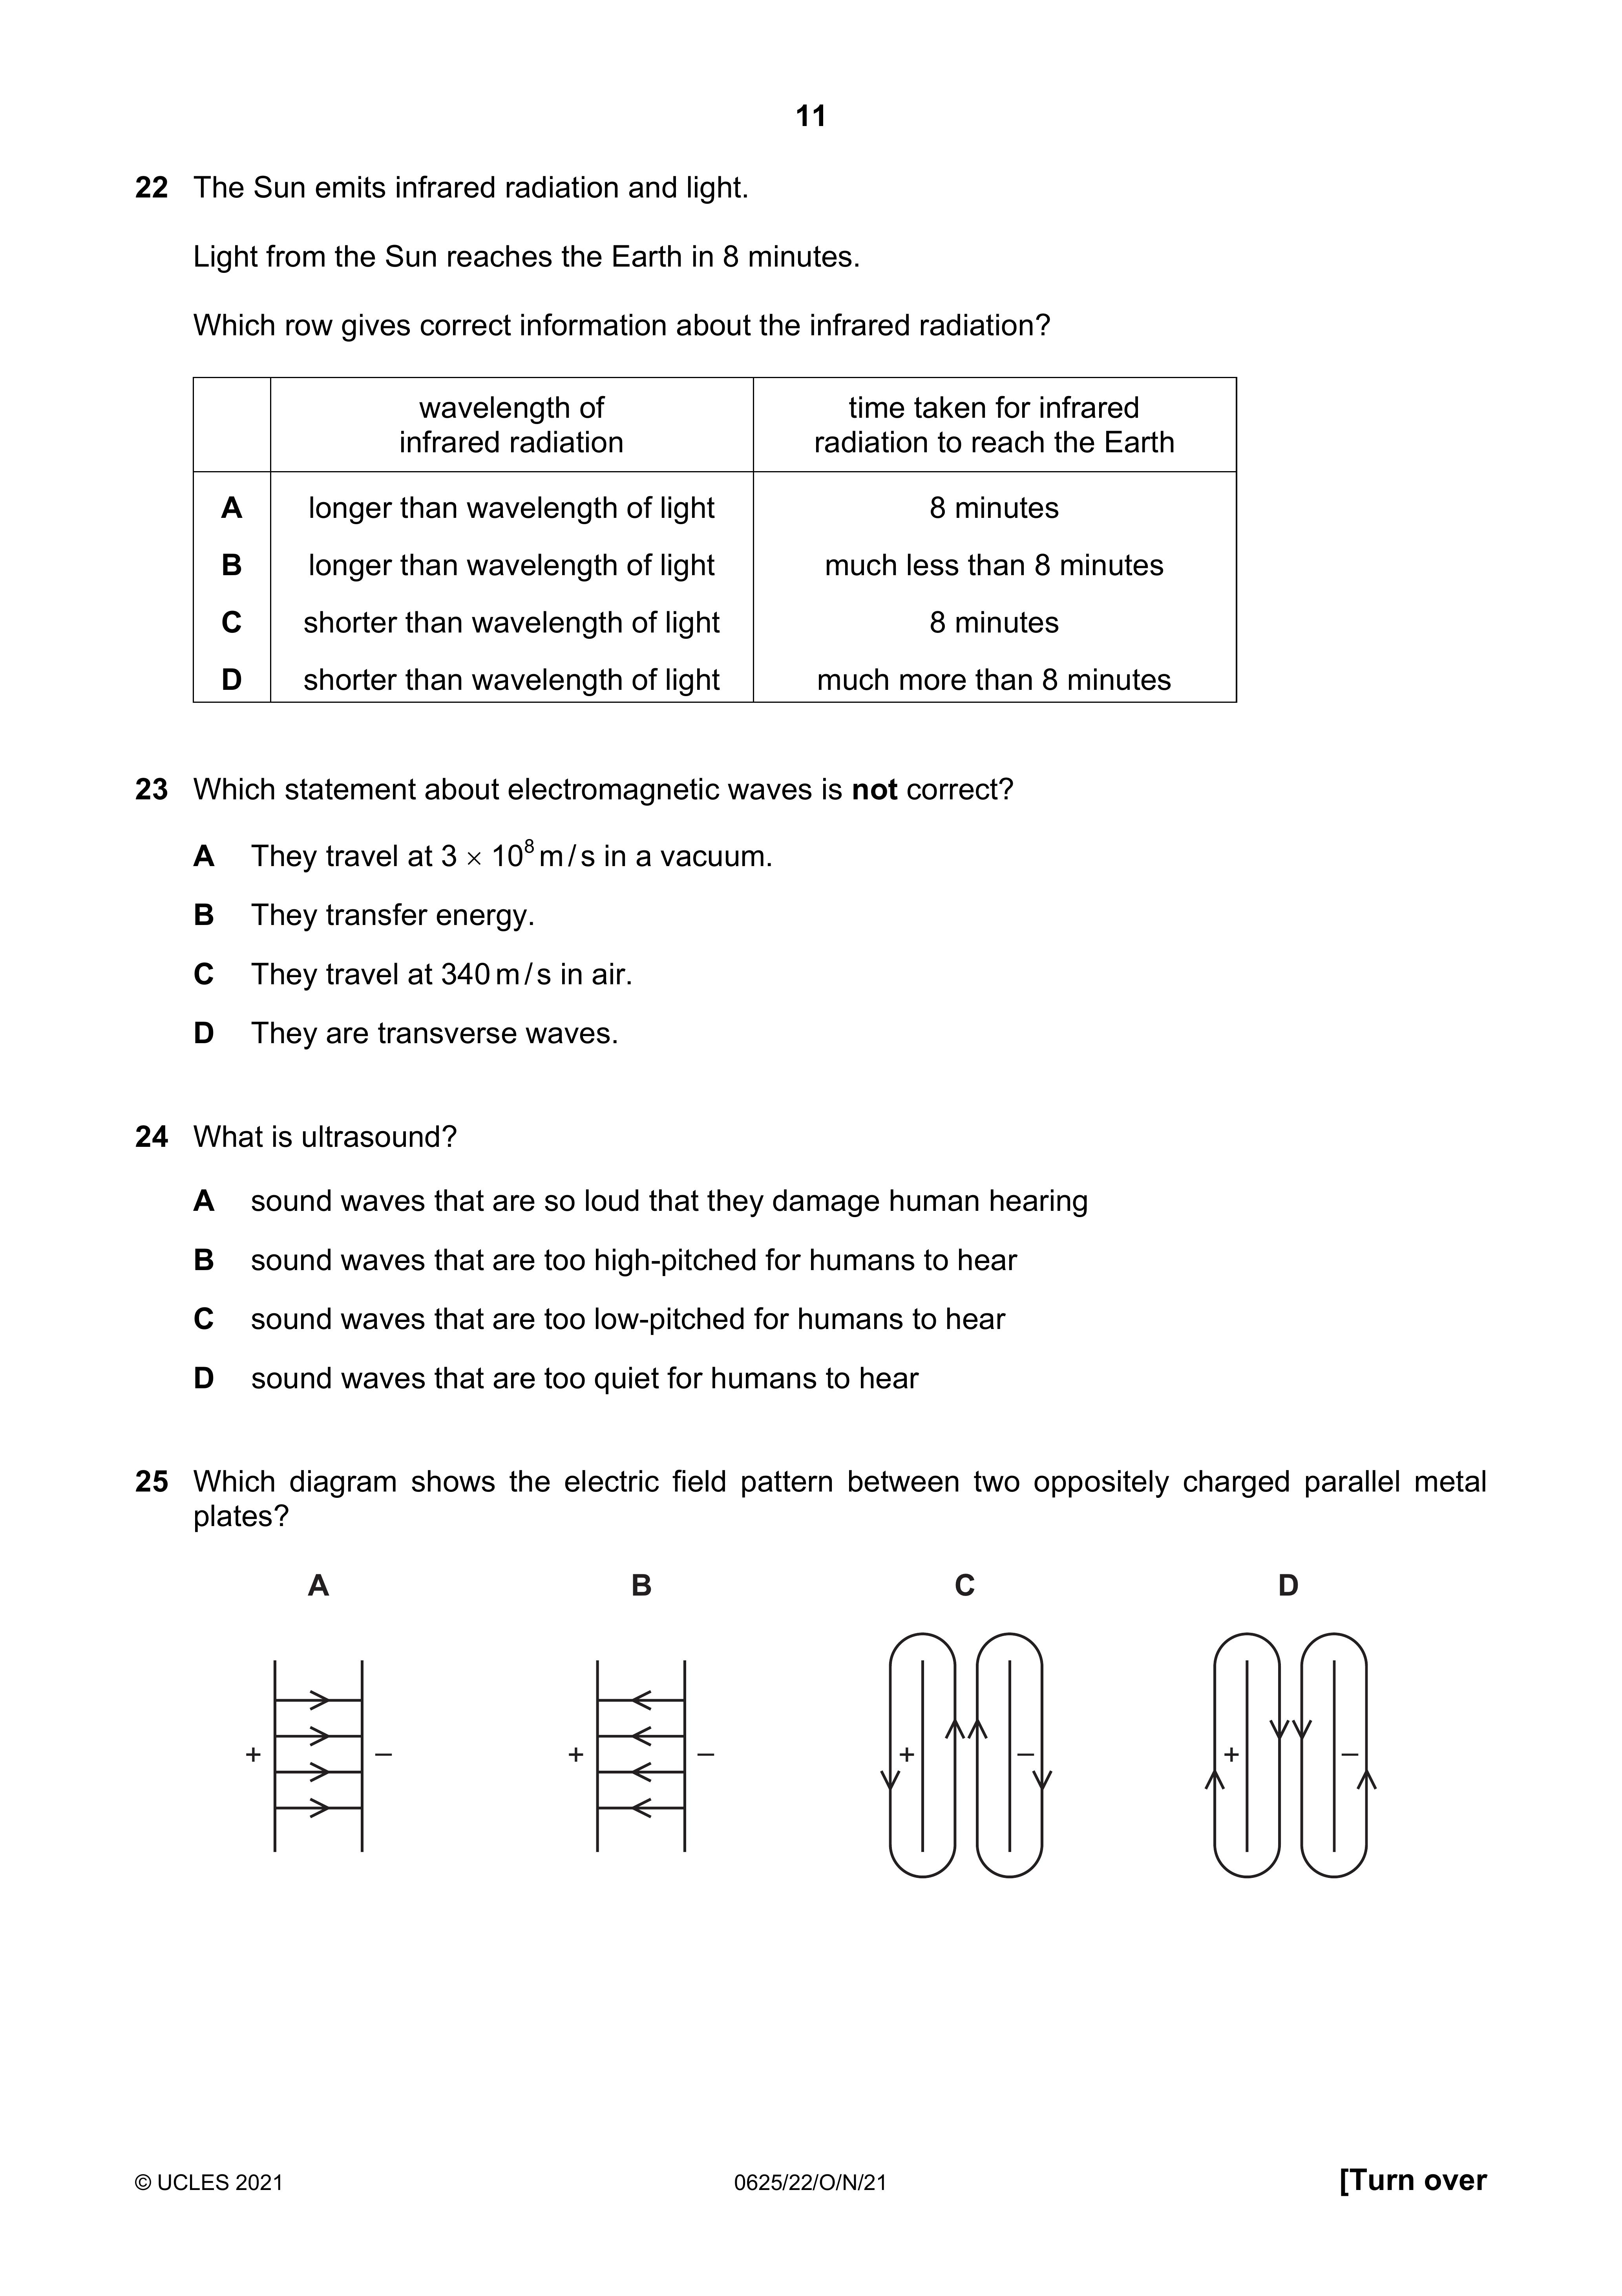 11
22 The Sun emits infrared radiation and light.
Light from the Sun reaches the Earth in 8 minutes.
Which row gives correct information about the infrared radiation?
wavelength of infrared radiation
time taken for infrared radiation to reach the Earth
A longer than wavelength of light 8 minutes
B longer than wavelength of light much less than 8 minutes
C shorter than wavelength of light 8 minutes
D shorter than wavelength of light much more than 8 minutes
23 Which statement about electromagnetic waves is not correct?
A They travel at 3 × 10⁸ m/s in a vacuum.
B They transfer energy.
C They travel at 340 m/s in air.
D They are transverse waves.
24 What is ultrasound?
A sound waves that are so loud that they damage human hearing
B sound waves that are too high-pitched for humans to hear
C sound waves that are too low-pitched for humans to hear
D sound waves that are too quiet for humans to hear
25 Which diagram shows the electric field pattern between two oppositely charged parallel metal
plates?
A B C D
+ – + – + – + –
© UCLES 2021 0625/22/O/N/21 [Turn over